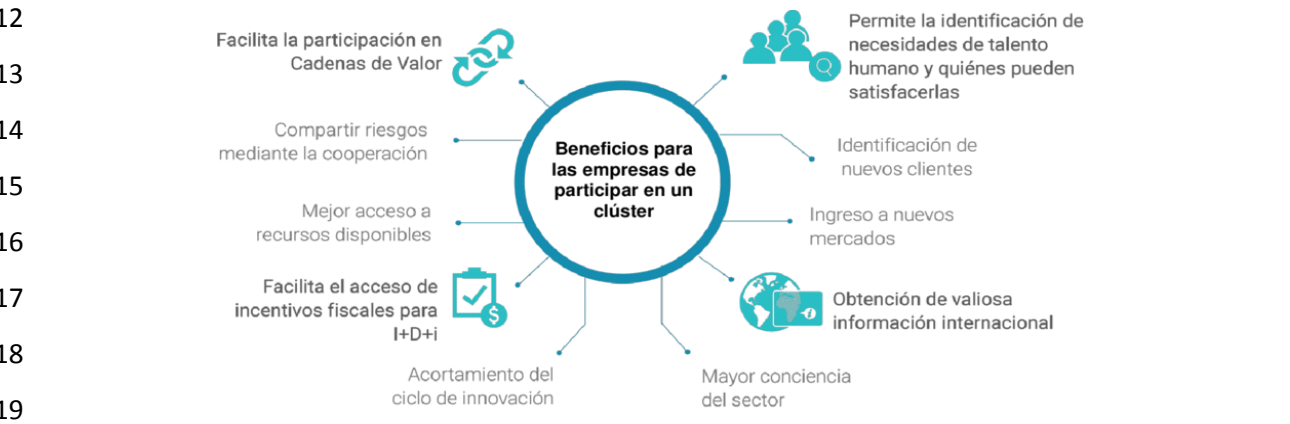 12
13
14
15
16
17
18
19
Facilita la participación en
Cadenas de Valor
Compartir riesgos
mediante la cooperación
Mejor acceso a
recursos disponibles
Facilita el acceso de
incentivos fiscales para
I+D+i
Acortamiento del
ciclo de innovación
Beneficios para
las empresas de
participar en un
clúster
Permite la identificación de
necesidades de talento
humano y quiénes pueden
satisfacerlas
Identificación de
nuevos clientes
Ingreso a nuevos
mercados
Obtención de valiosa
información internacional
Mayor conciencia
del sector